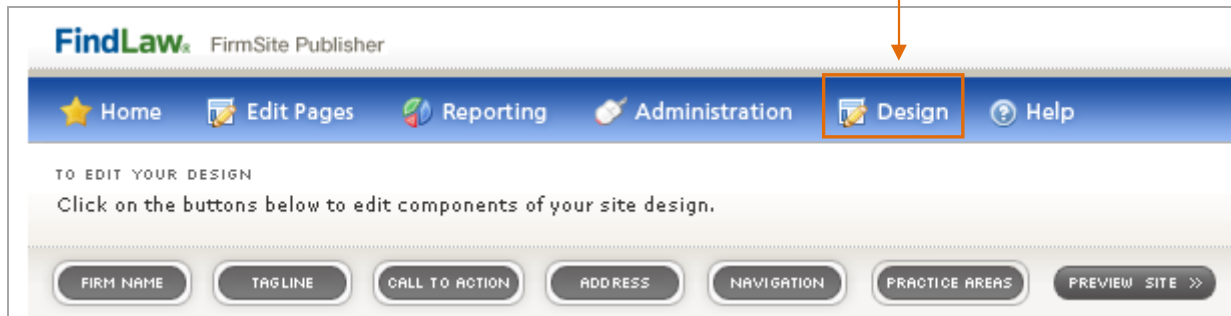 FindLaw® FirmSite Publisher
Home Edit Pages Reporting Administration Design Help
TO EDIT YOUR DESIGN
Click on the buttons below to edit components of your site design.
FIRM NAME TAGLINE CALL TO ACTION ADDRESS NAVIGATION PRACTICE AREAS PREVIEW SITE >>